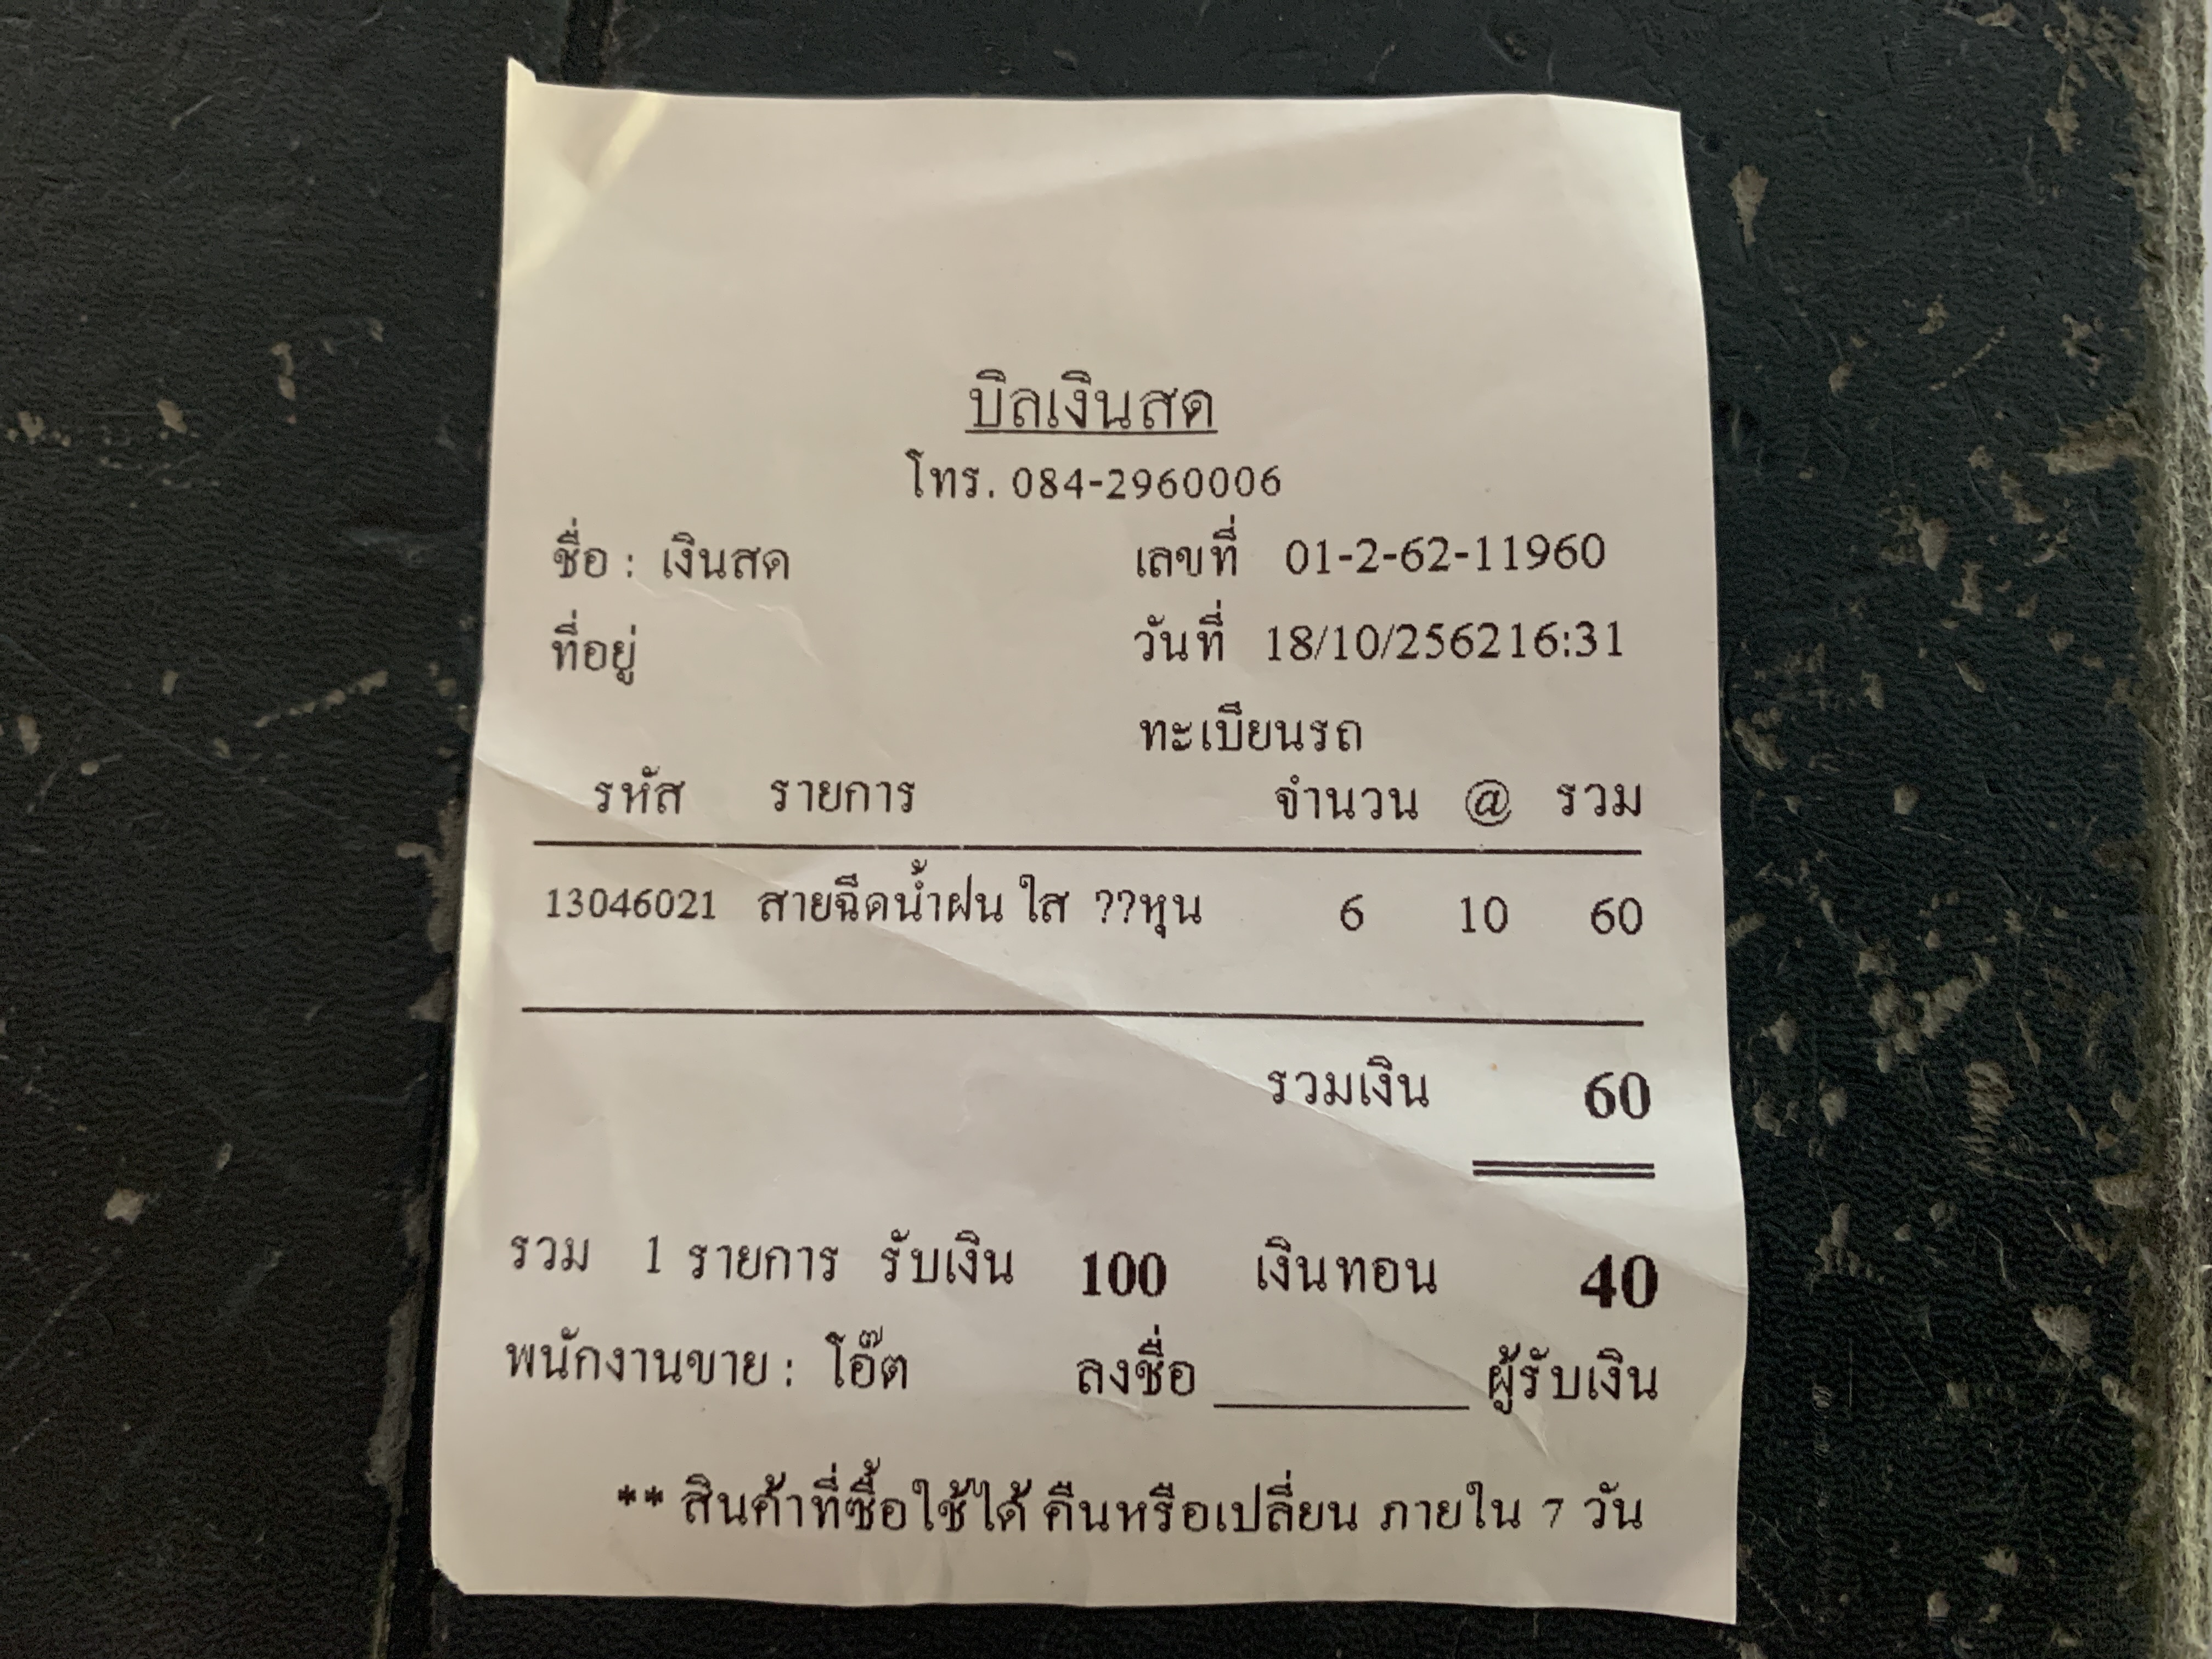 บิลเงินสด
โทร. 084-2960006
ชื่อ : เงินสด เลขที่ 01-2-62-11960
ที่อยู่ วันที่ 18/10/256216:31
ทะเบียนรถ
รหัส รายการ จำนวน @ รวม
13046021 สายฉีดน้ำฝน ใส ??หุน 6 10 60
รวมเงิน 60
รวม 1 รายการ รับเงิน 100 เงินทอน 40
พนักงานขาย : โอ๊ต ลงชื่อ __________ ผู้รับเงิน
** สินค้าที่ซื้อใช้ได้ คืนหรือเปลี่ยน ภายใน 7 วัน